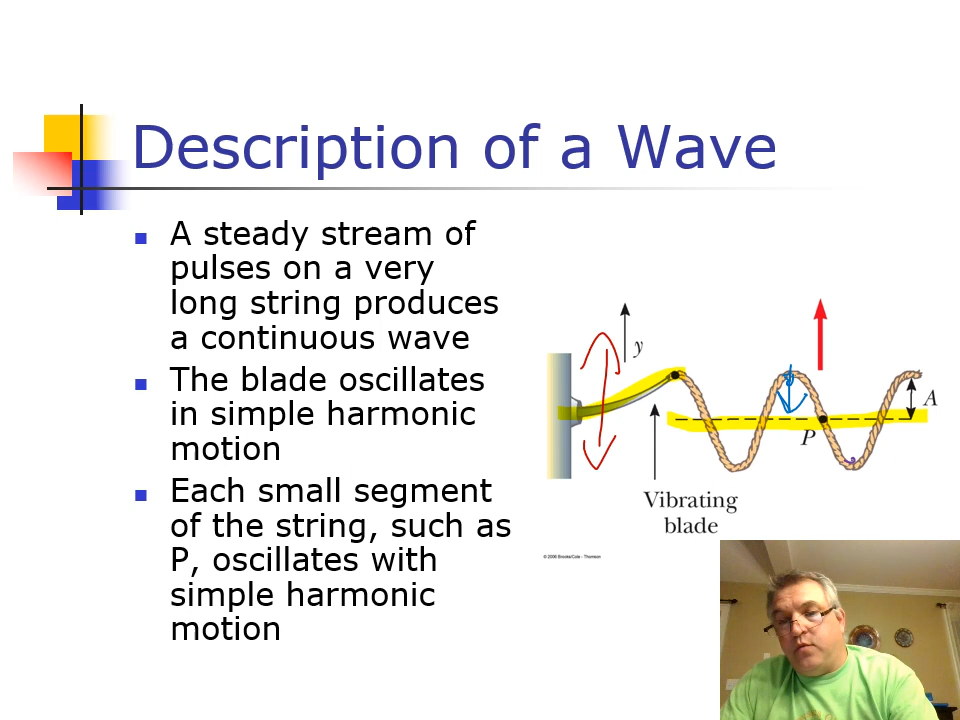 Description of a Wave
A steady stream of
pulses on a very
long string produces
a continuous wave
The blade oscillates
in simple harmonic
motion
Each small segment
of the string, such as
P, oscillates with
simple harmonic
motion
y
A
P
Vibrating
blade
© 2006 Brooks/Cole - Thomson